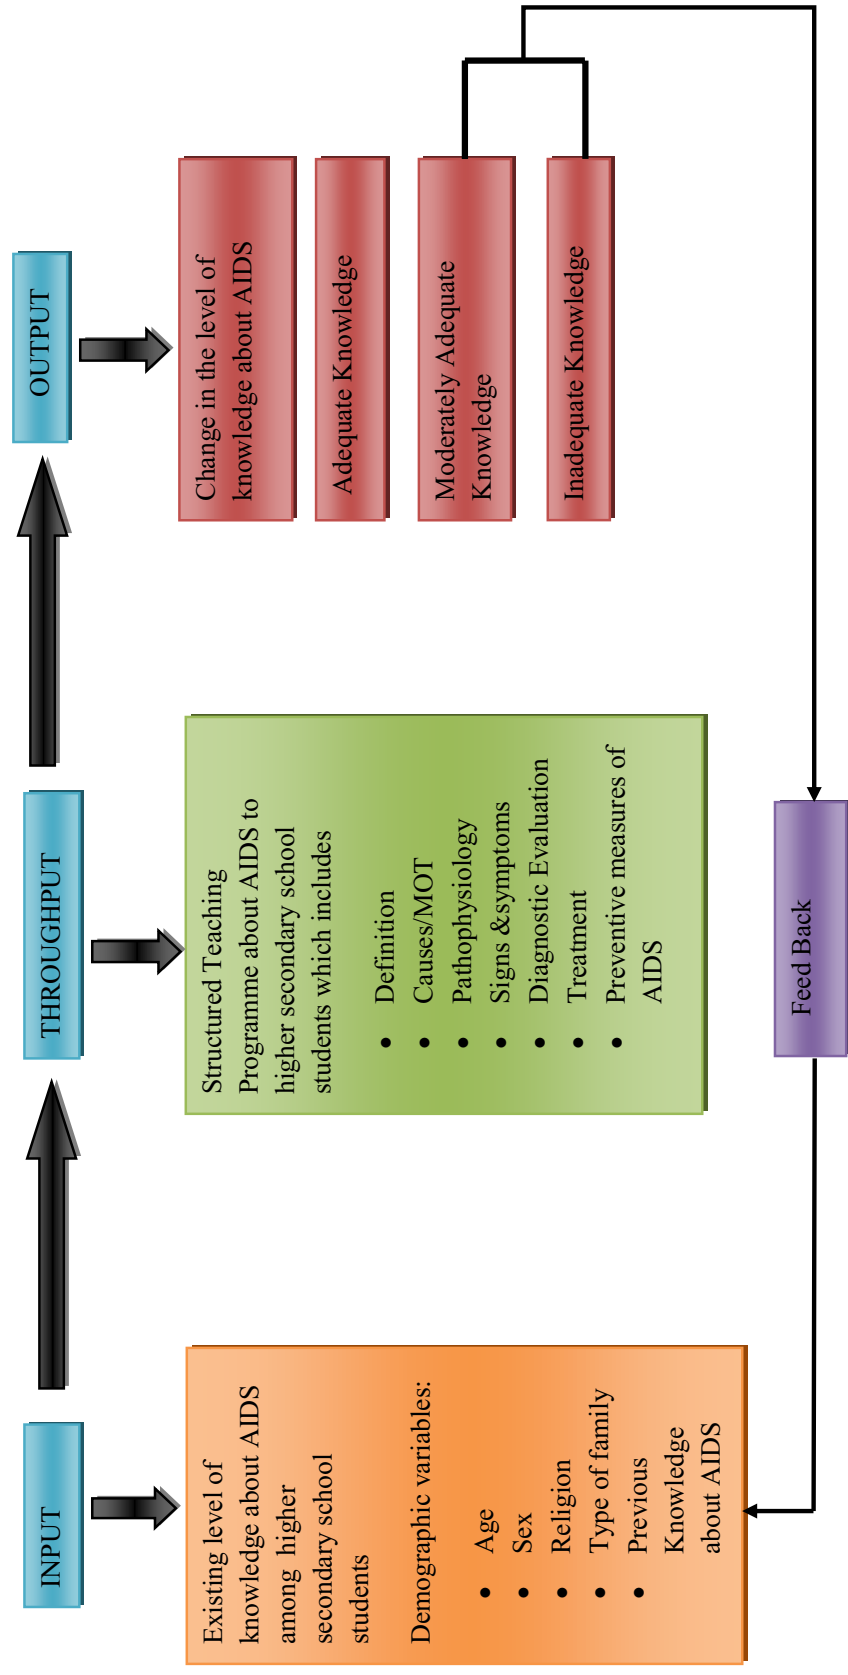 INPUT
THROUGHPUT
OUTPUT
Existing level of
knowledge about AIDS
among higher
secondary school
students
Demographic variables:
• Age
• Sex
• Religion
• Type of family
• Previous
Knowledge
about AIDS
Structured Teaching
Programme about AIDS to
higher secondary school
students which includes
• Definition
• Causes/MOT
• Pathophysiology
• Signs &symptoms
• Diagnostic Evaluation
• Treatment
• Preventive measures of
AIDS
Change in the level of
knowledge about AIDS
Adequate Knowledge
Moderately Adequate
Knowledge
Inadequate Knowledge
Feed Back